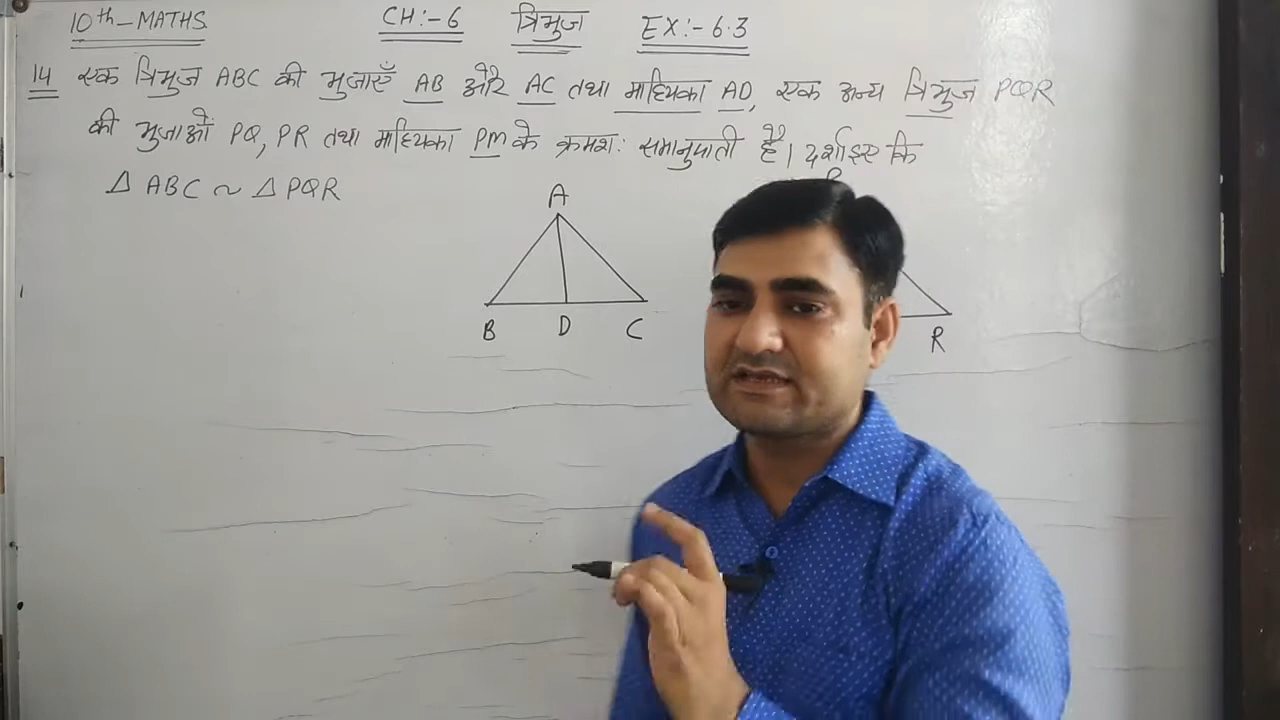 10th-MATHS CH:-6 त्रिभुज EX:-6.3
14 एक त्रिभुज ABC की भुजाएँ AB और AC तथा माध्यिका AD, एक अन्य त्रिभुज PQR
की भुजाओं PQ, PR तथा माध्यिका PM के क्रमशः समानुपाती हैं। दर्शाइए कि
Δ ABC ~ Δ PQR
A
B D C
R